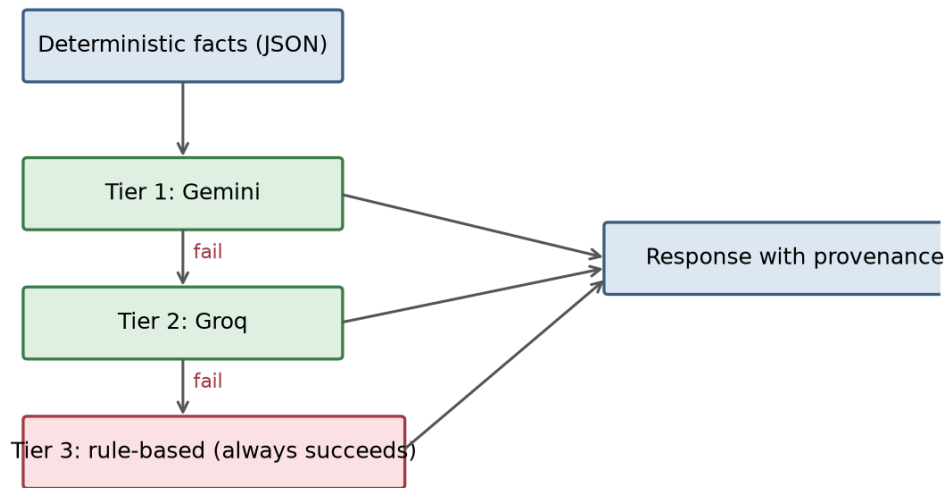 Deterministic facts (JSON)
Tier 1: Gemini
fail
Response with provenance
Tier 2: Groq
fail
Tier 3: rule-based (always succeeds)